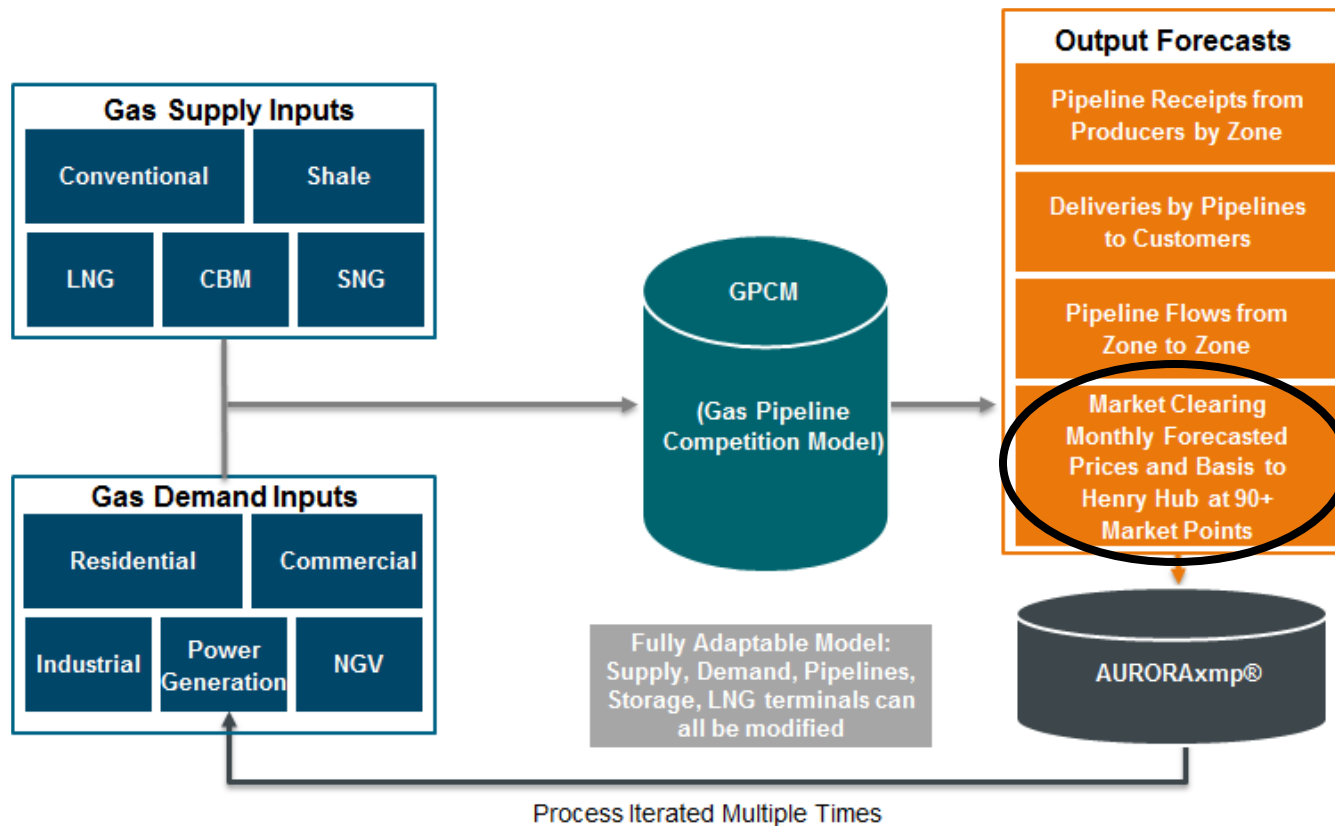 Gas Supply Inputs
Conventional
Shale
LNG
CBM
SNG
Gas Demand Inputs
Residential
Commercial
Industrial
Power
Generation
NGV
GPCM
(Gas Pipeline
Competition Model)
Fully Adaptable Model:
Supply, Demand, Pipelines,
Storage, LNG terminals can
all be modified
Output Forecasts
Pipeline Receipts from
Producers by Zone
Deliveries by Pipelines
to Customers
Pipeline Flows from
Zone to Zone
Market Clearing
Monthly Forecasted
Prices and Basis to
Henry Hub at 90+
Market Points
AURORAxmp®
Process Iterated Multiple Times